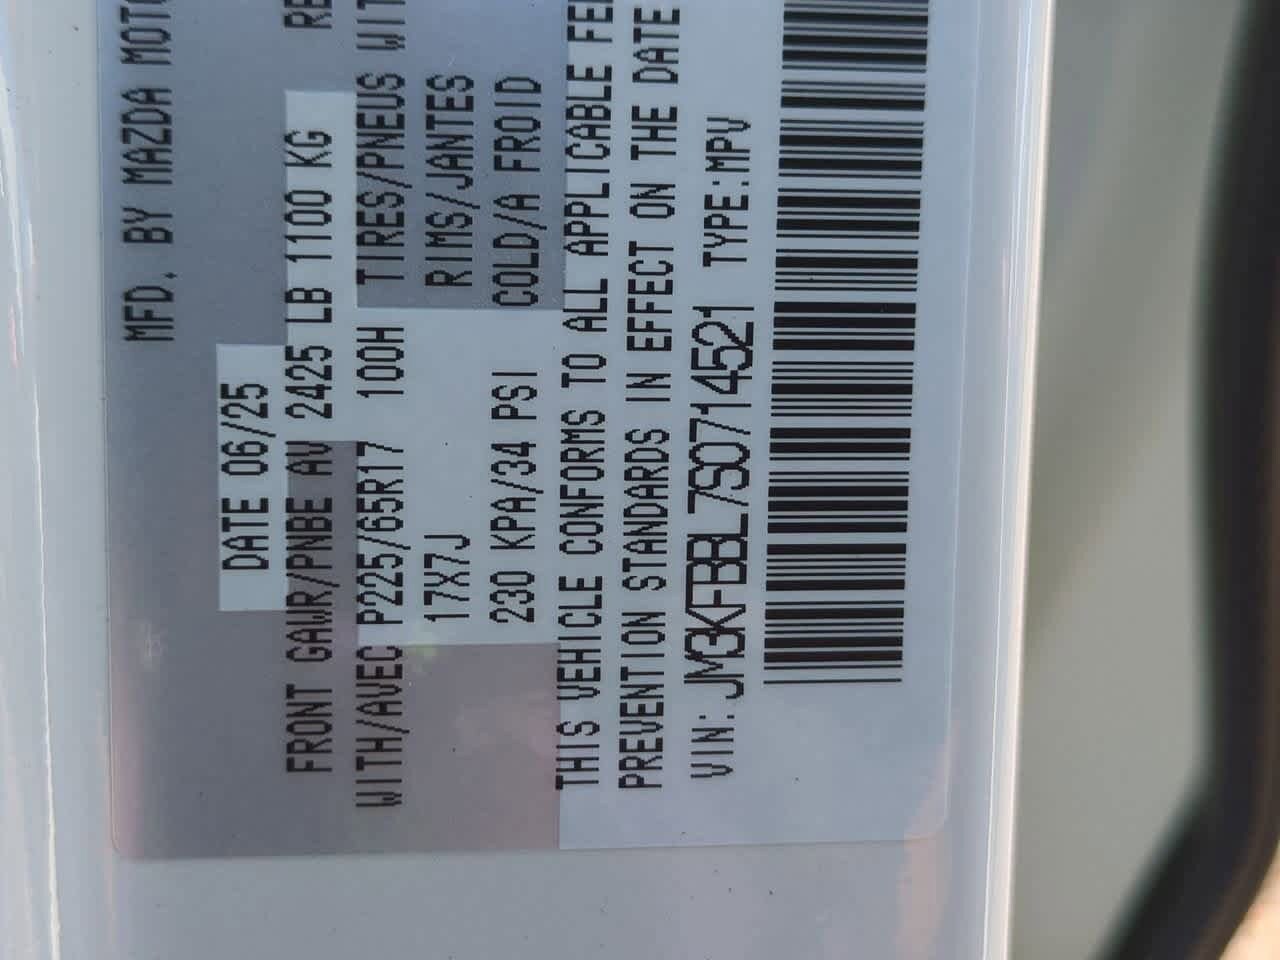 MFD. BY MAZDA
DATE 06/25
FRONT GAWR/PNBE AV 2425 LB 1100 KG
WITH/AVEC P225/65R17 100H TIRES/PNEUS
17X7J RIMS/JANTES
230 KPA/34 PSI COLD/A FROID
THIS VEHICLE CONFORMS TO ALL APPLICABLE
PREVENTION STANDARDS IN EFFECT ON THE DATE
VIN: JM3KFBBL7S0714521 TYPE:MPV